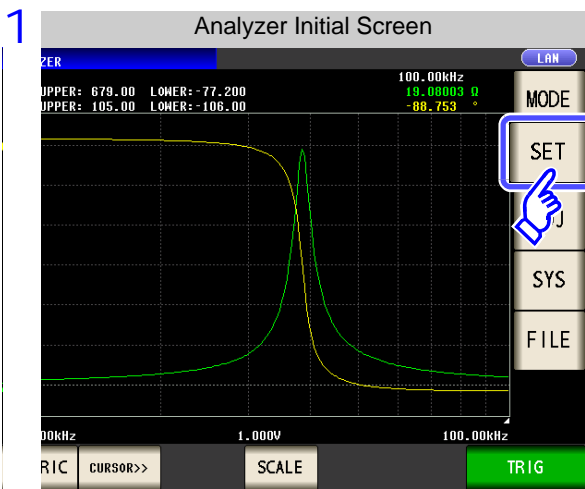 1
Analyzer Initial Screen
ZER
LAN
100.00kHz
UPPER: 679.00 LOWER:-77.200 19.08003 Ω
UPPER: 105.00 LOWER:-106.00 -88.753 °
MODE
SET
SYS
FILE
00kHz 1.000V 100.00kHz
RIC CURSOR>> SCALE TRIG